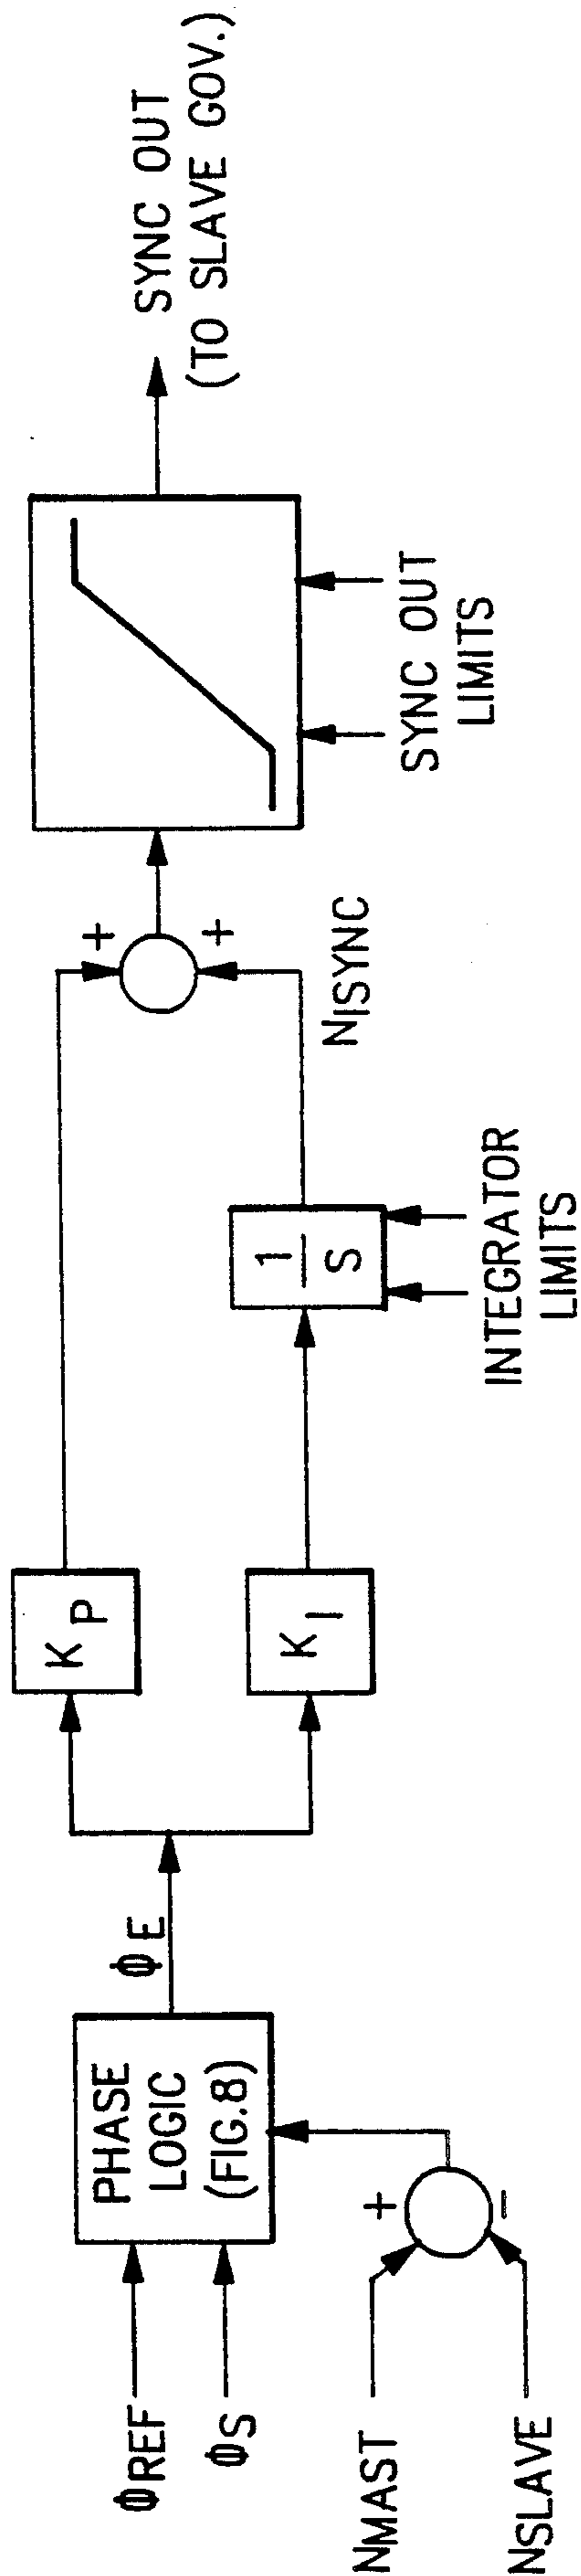 ΦREF
ΦS
NMAST
NSLAVE
+
−
PHASE
LOGIC
(FIG.8)
ΦE
KP
KI
1
S
INTEGRATOR
LIMITS
NISYNC
+
+
SYNC OUT
LIMITS
SYNC OUT
(TO SLAVE GOV.)